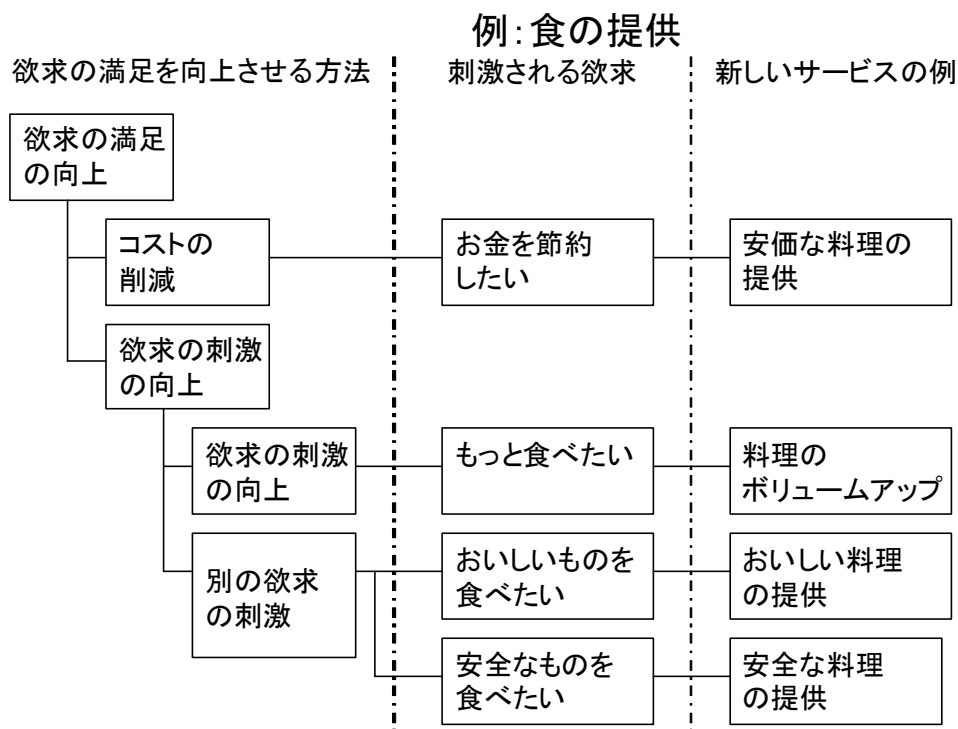 例：食の提供
欲求の満足を向上させる方法
刺激される欲求
新しいサービスの例
欲求の満足
の向上
コストの
削減
お金を節約
したい
安価な料理の
提供
欲求の刺激
の向上
欲求の刺激
の向上
もっと食べたい
料理の
ボリュームアップ
別の欲求
の刺激
おいしいものを
食べたい
おいしい料理
の提供
安全なものを
食べたい
安全な料理
の提供